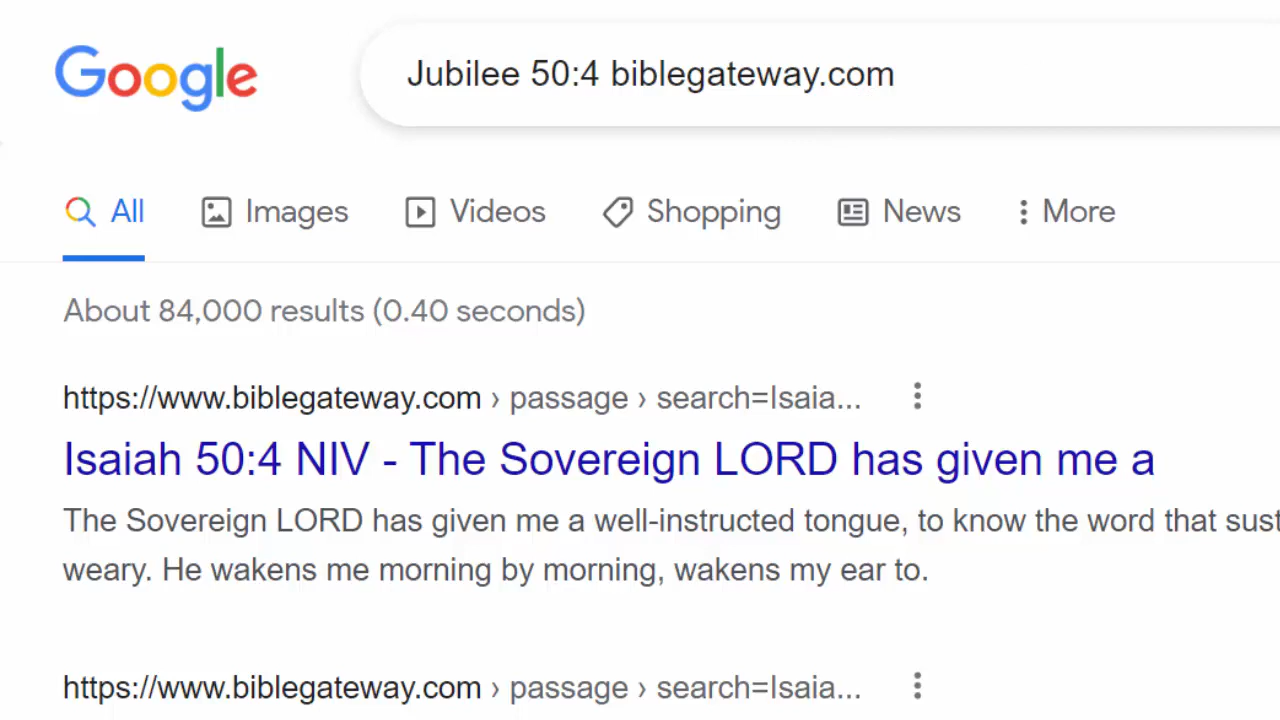 Google
Jubilee 50:4 biblegateway.com
All Images Videos Shopping News More
About 84,000 results (0.40 seconds)
https://www.biblegateway.com › passage › search=Isaia...
Isaiah 50:4 NIV - The Sovereign LORD has given me a
The Sovereign LORD has given me a well-instructed tongue, to know the word that
weary. He wakens me morning by morning, wakens my ear to.
https://www.biblegateway.com › passage › search=Isaia...